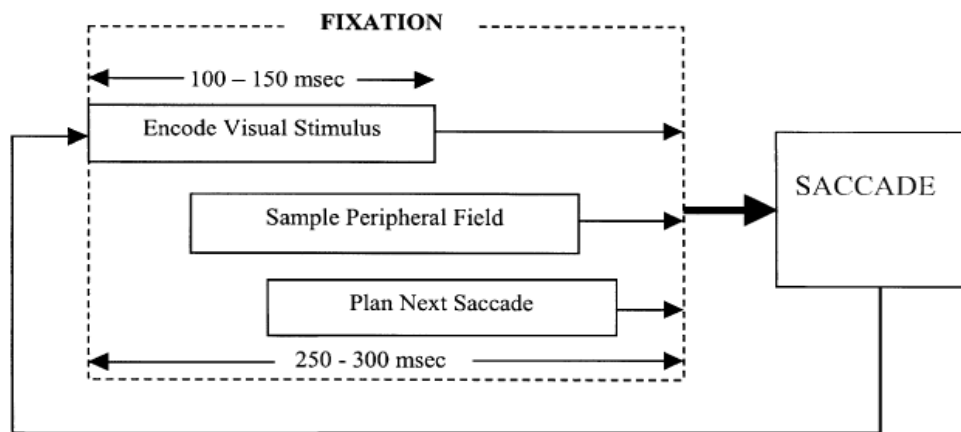 FIXATION
100 – 150 msec
Encode Visual Stimulus
Sample Peripheral Field
SACCADE
Plan Next Saccade
250 - 300 msec